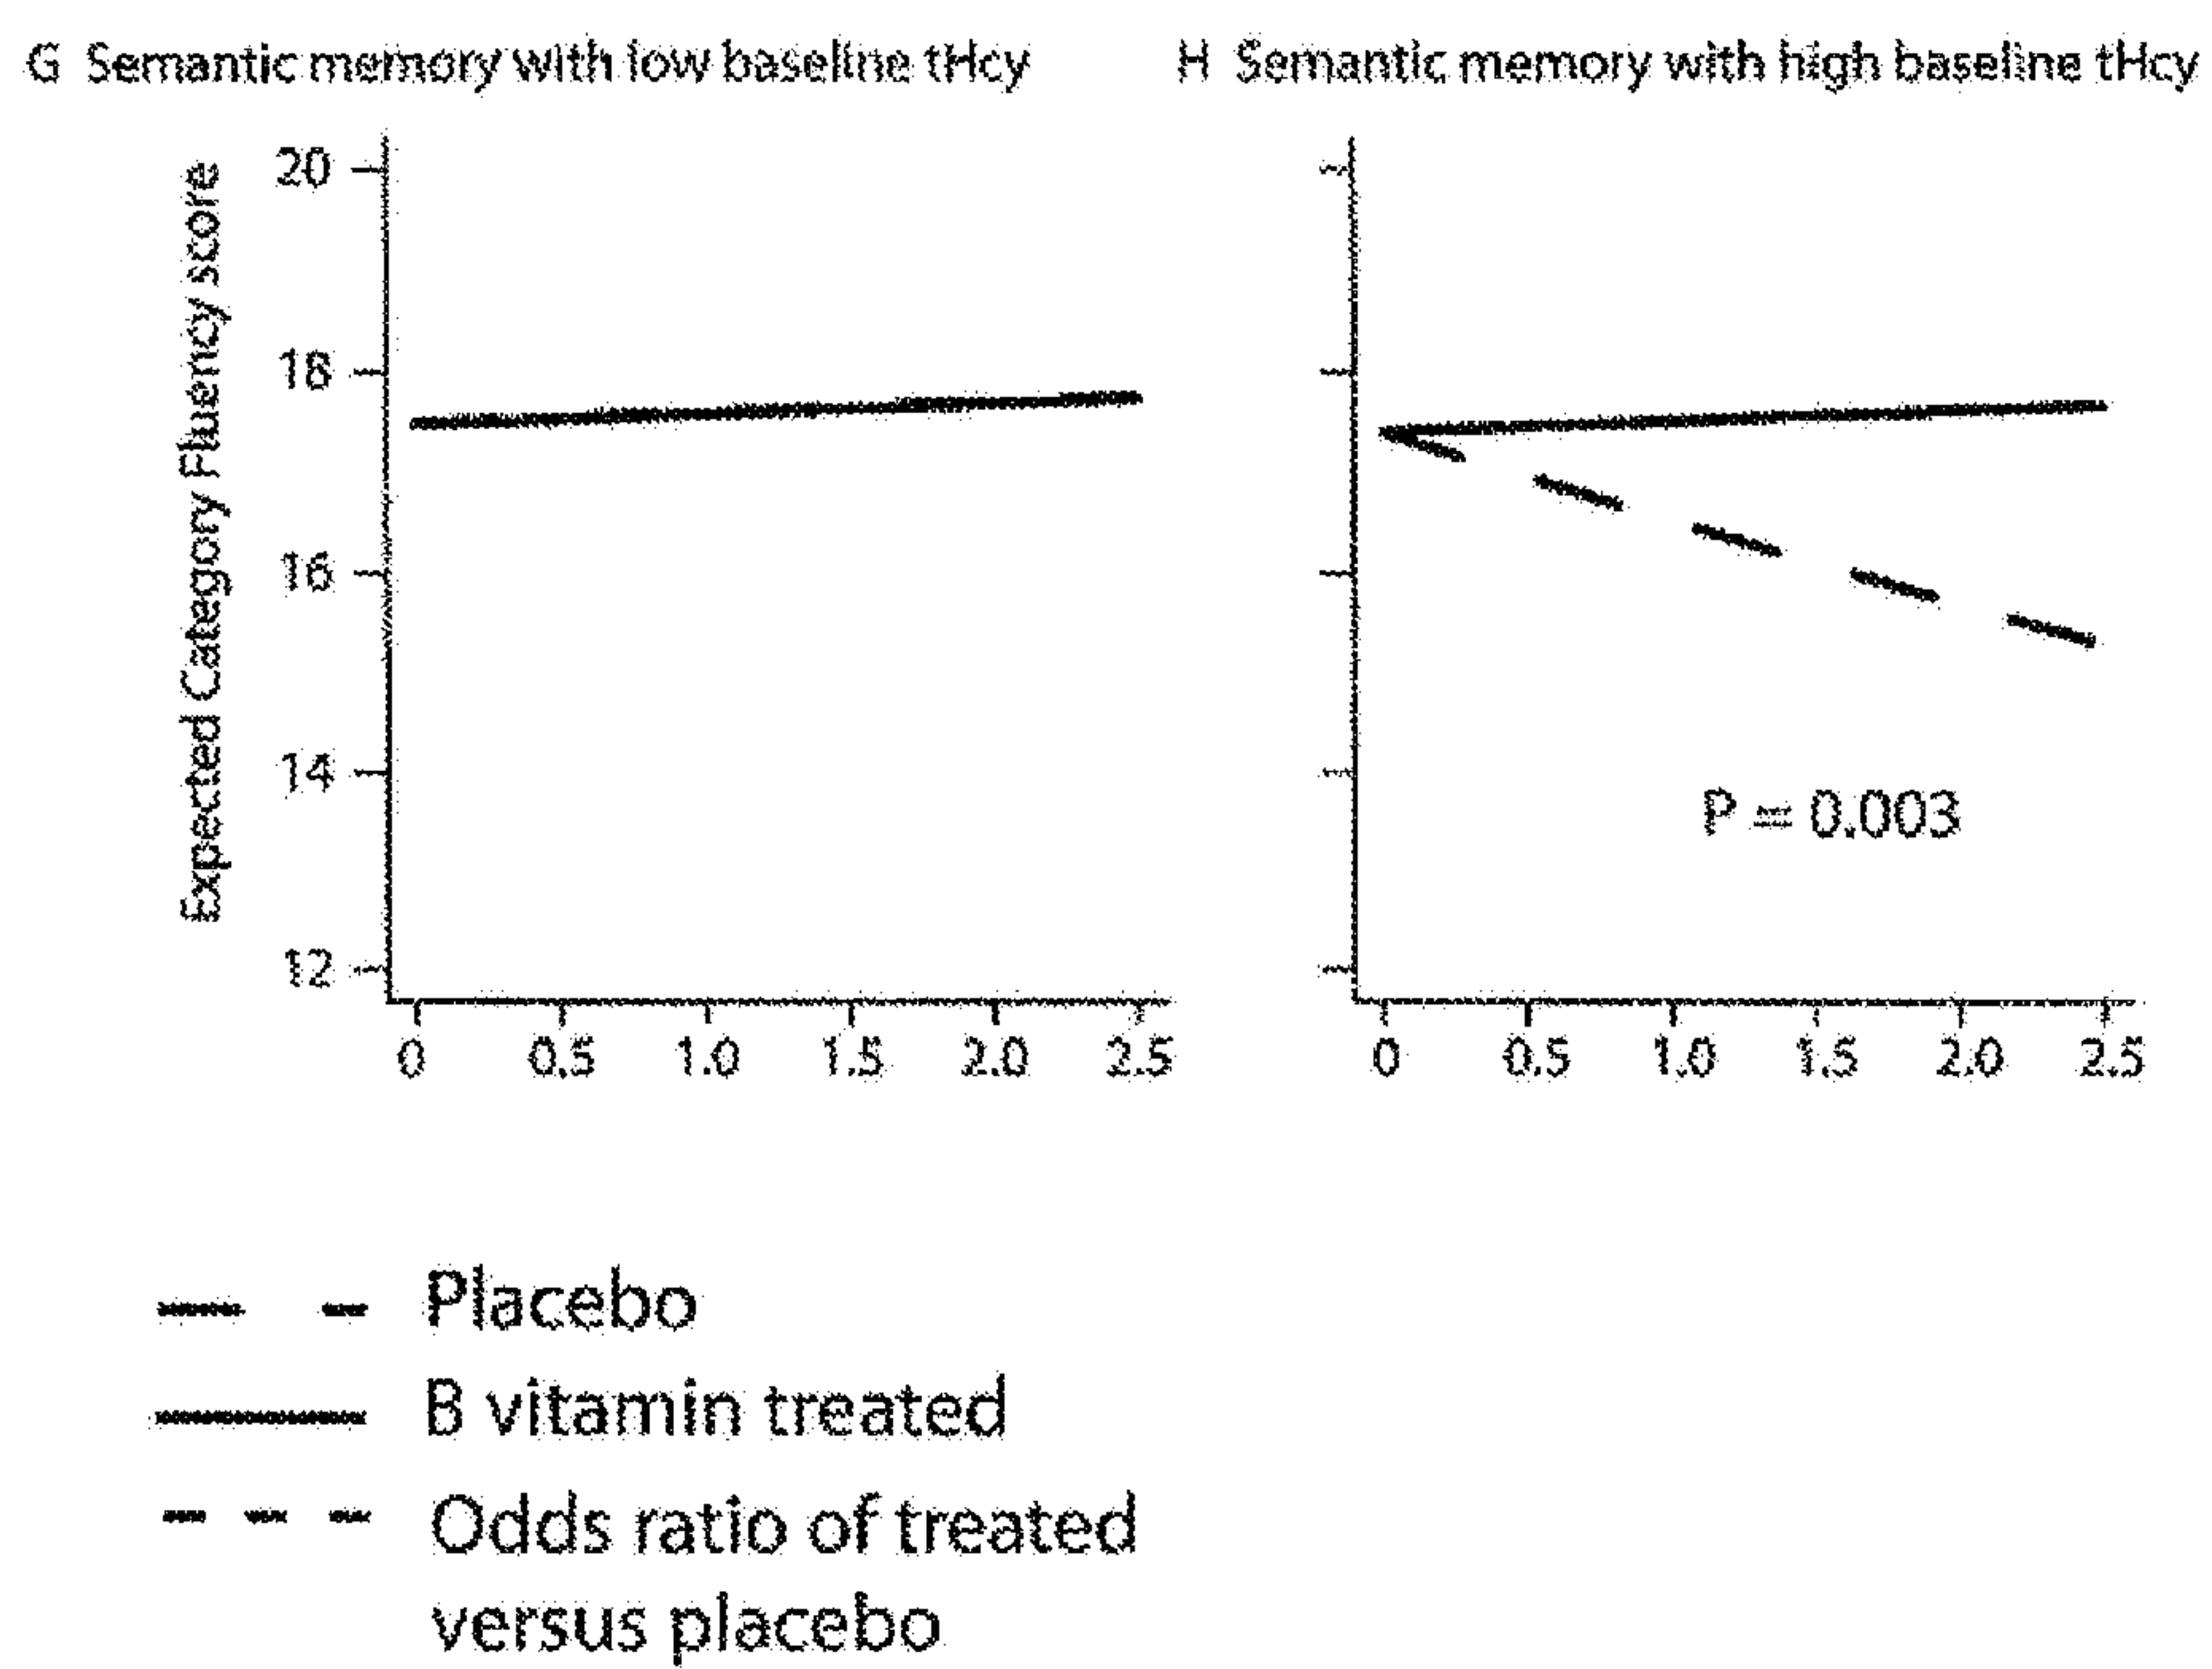 G Semantic memory with low baseline tHcy
H Semantic memory with high baseline tHcy
Expected Category Fluency score
20
18
16
14
12
0 0.5 1.0 1.5 2.0 2.5
P = 0.003
0 0.5 1.0 1.5 2.0 2.5
Placebo
B vitamin treated
Odds ratio of treated
versus placebo